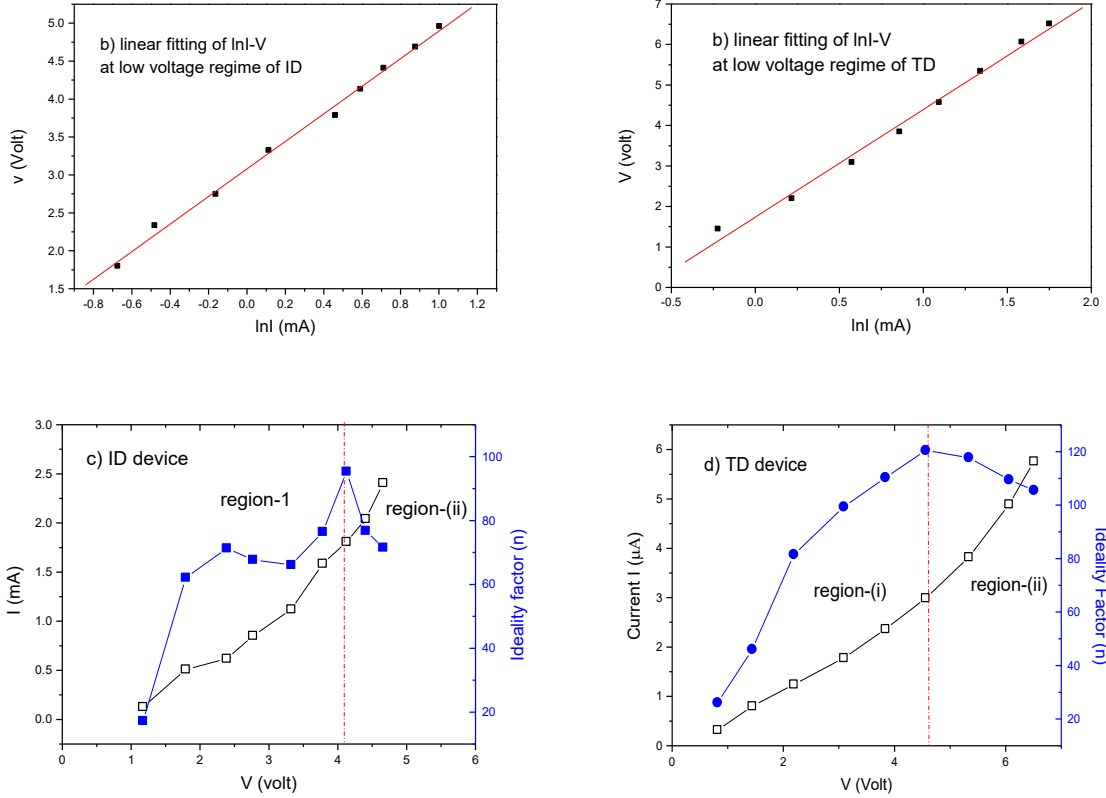 5.0
4.5
4.0
3.5
3.0
2.5
2.0
1.5
v (Volt)
b) linear fitting of lnI-V
at low voltage regime of ID
-0.8 -0.6 -0.4 -0.2 0.0 0.2 0.4 0.6 0.8 1.0 1.2
lnI (mA)
7
6
5
4
3
2
1
0
V (volt)
b) linear fitting of lnI-V
at low voltage regime of TD
-0.5 0.0 0.5 1.0 1.5 2.0
lnI (mA)
3.0
2.5
2.0
1.5
1.0
0.5
0.0
I (mA)
c) ID device
region-1
region-(ii)
100
80
60
40
20
Ideality factor (n)
0 1 2 3 4 5 6
V (volt)
6
5
4
3
2
1
0
Current I (μA)
d) TD device
region-(i)
region-(ii)
120
100
80
60
40
20
Ideality Factor (n)
0 2 4 6
V (Volt)